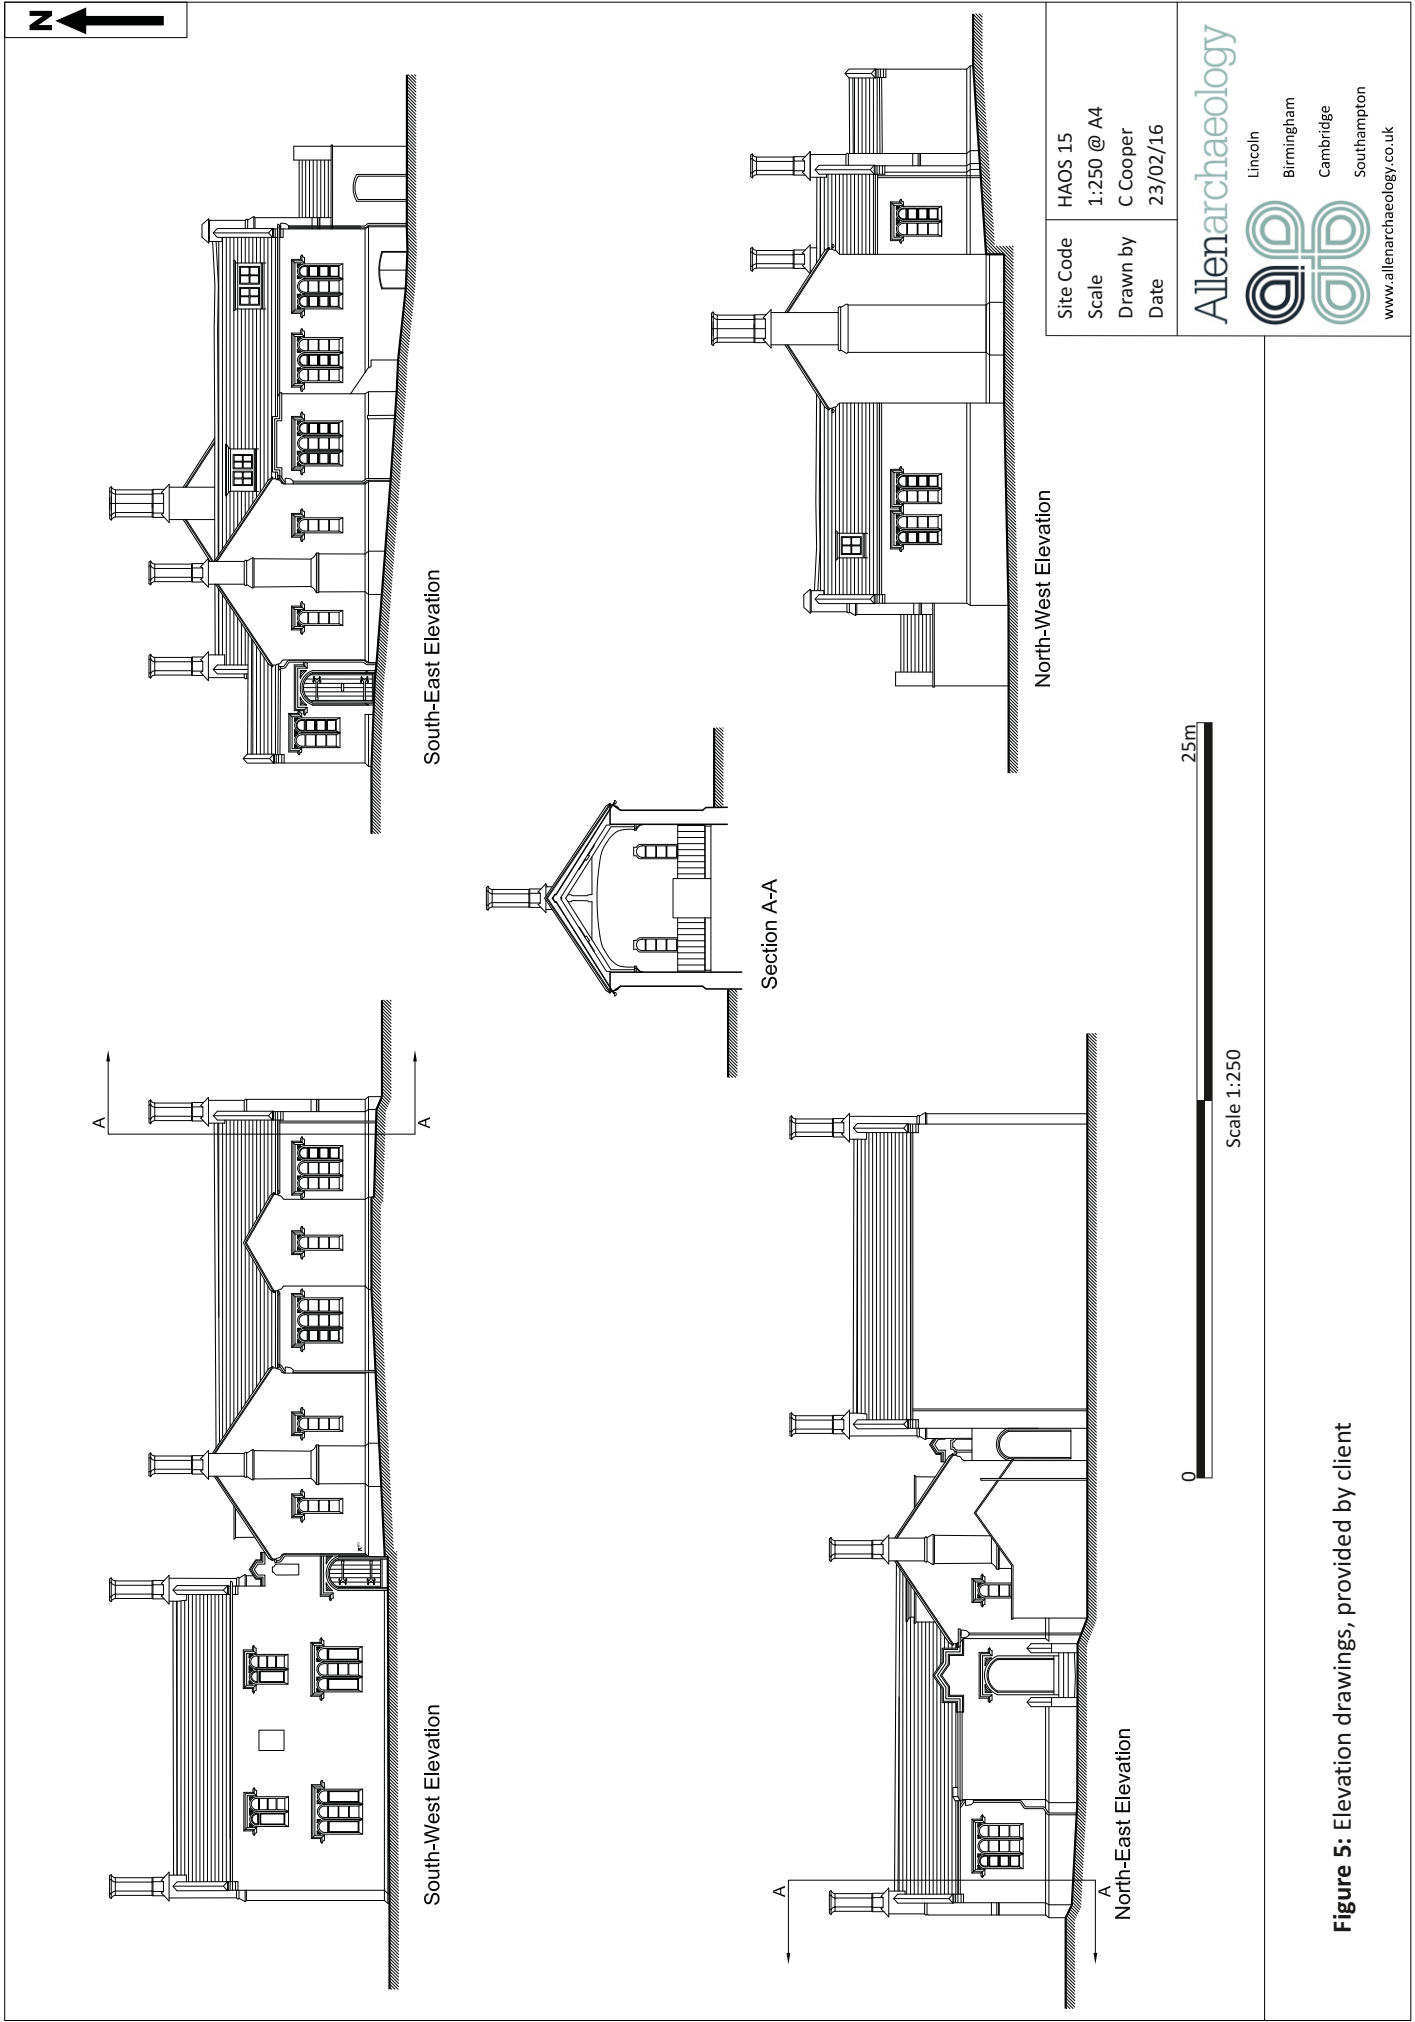 N
South-East Elevation
A
A
South-West Elevation
Section A-A
North-West Elevation
A
A
North-East Elevation
0
25m
Scale 1:250
Site Code HAOS 15
Scale 1:250 @ A4
Drawn by C Cooper
Date 23/02/16
Allenarchaeology
Lincoln
Birmingham
Cambridge
Southampton
www.allenarchaeology.co.uk
Figure 5: Elevation drawings, provided by client